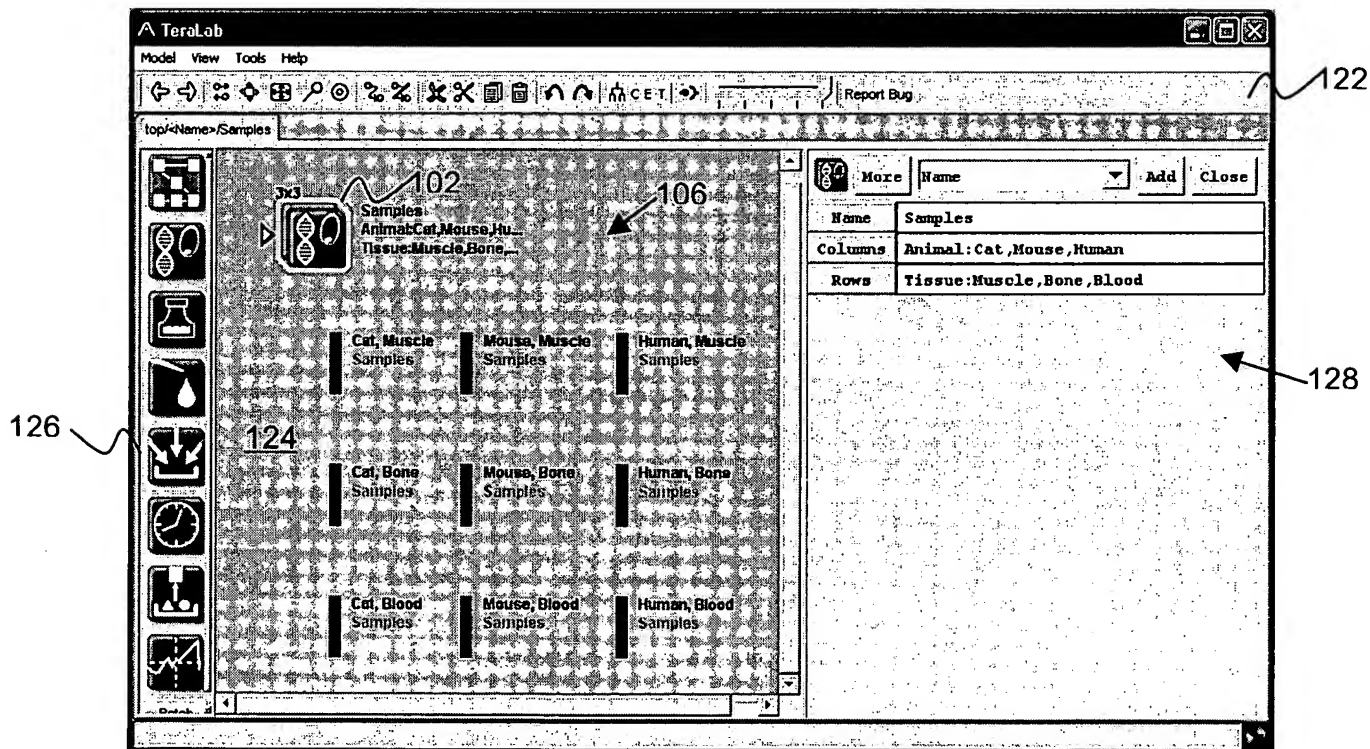 TeraLab
Model View Tools Help
C E T Report Bug
122
top/<Name>/Samples
3x3
102
106
Samples
Animal:Cat,Mouse,Hu...
Tissue:Muscle,Bone,...
More Name Add Close
Name Samples
Columns Animal:Cat,Mouse,Human
Rows Tissue:Muscle,Bone,Blood
Cat, Muscle
Samples
Mouse, Muscle
Samples
Human, Muscle
Samples
128
126
124
Cat, Bone
Samples
Mouse, Bone
Samples
Human, Bone
Samples
Cat, Blood
Samples
Mouse, Blood
Samples
Human, Blood
Samples